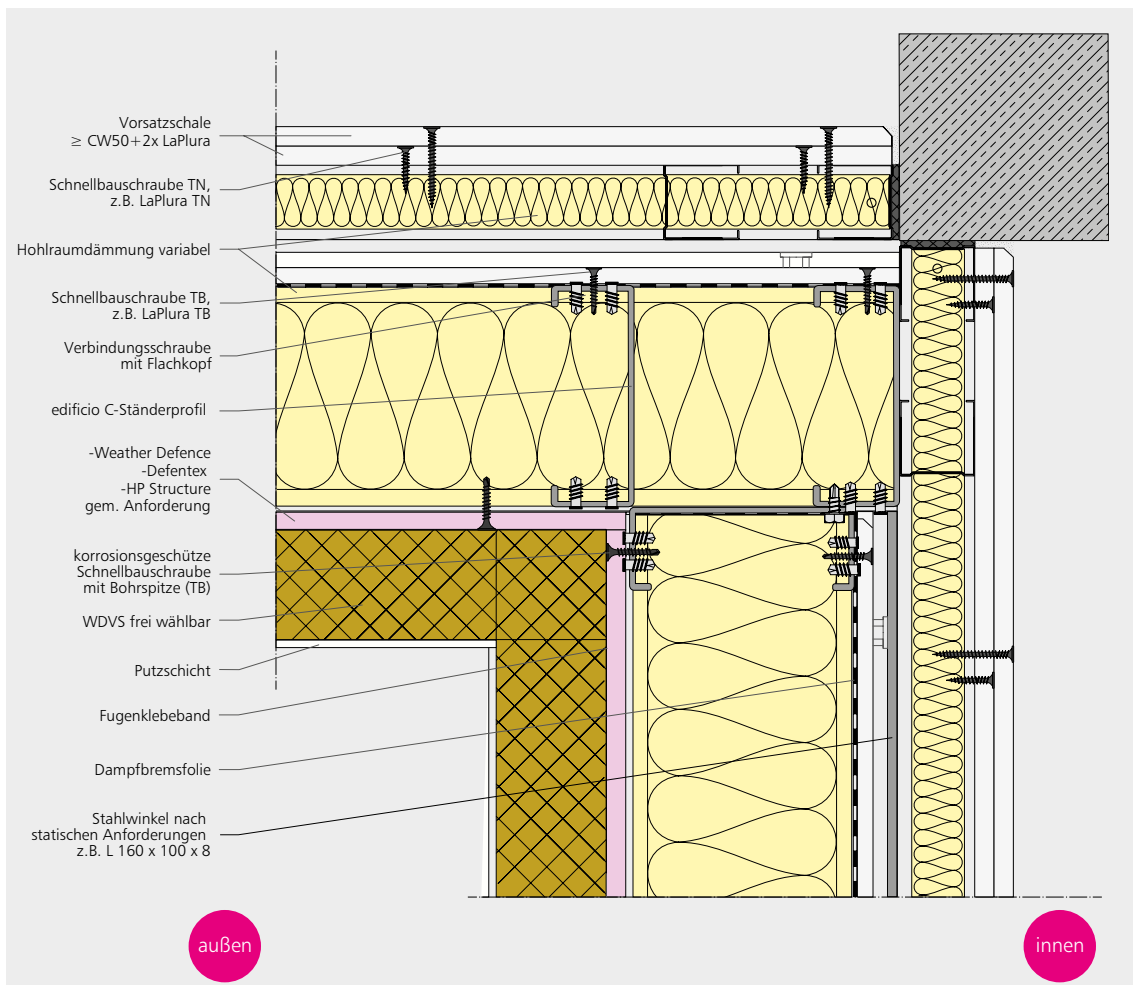 Vorsatzschale
≥ CW50+2x LaPlura
Schnellbauschraube TN,
z.B. LaPlura TN
Hohlraumdämmung variabel
Schnellbauschraube TB,
z.B. LaPlura TB
Verbindungsschraube
mit Flachkopf
edificio C-Ständerprofil
-Weather Defence
-Defentex
-HP Structure
gem. Anforderung
korrosionsgeschütze
Schnellbauschraube
mit Bohrspitze (TB)
WDVS frei wählbar
Putzschicht
Fugenklebeband
Dampfbremsfolie
Stahlwinkel nach
statischen Anforderungen
z.B. L 160 x 100 x 8
außen
innen